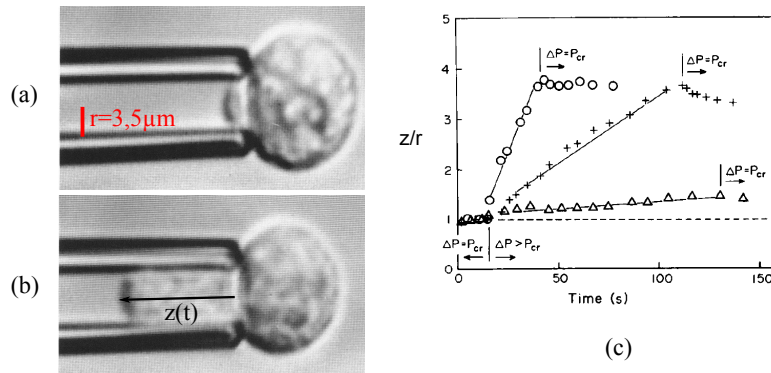 (a)
r=3,5µm
(b)
z(t)
z/r
5
4
3
2
1
0
50
100
150
ΔP=Pcr
ΔP=Pcr
ΔP=Pcr
ΔP=Pcr
ΔP>Pcr
Time (s)
(c)